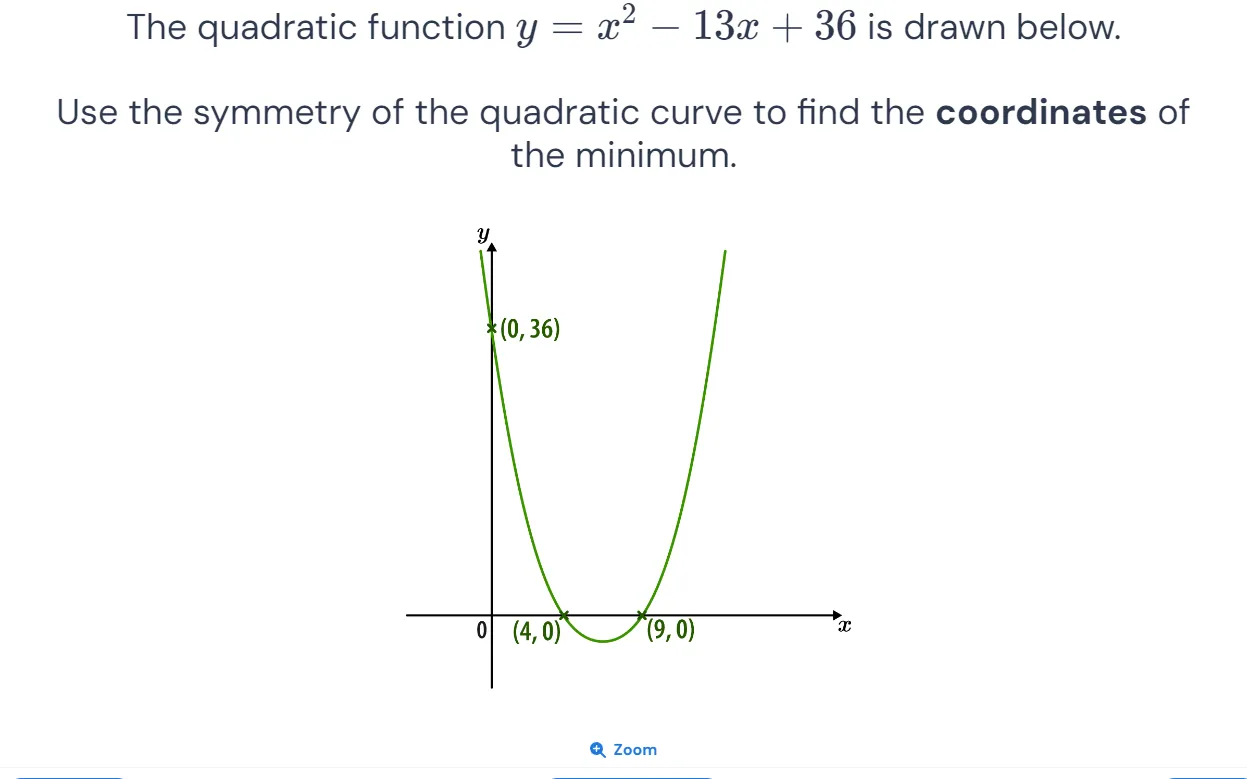 The quadratic function y = x² − 13x + 36 is drawn below.
Use the symmetry of the quadratic curve to find the coordinates of
the minimum.
y
(0, 36)
0
(4, 0)
(9, 0)
x
Zoom